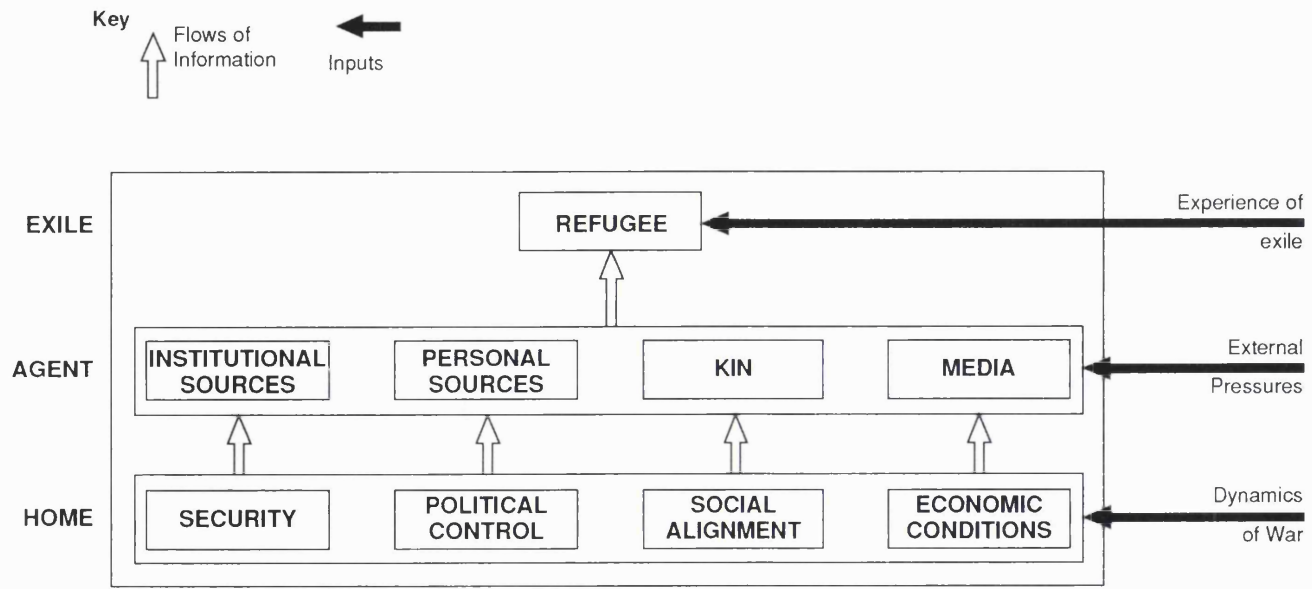 Key
Flows of
Information
Inputs
EXILE
REFUGEE
Experience of
exile
AGENT
INSTITUTIONAL
SOURCES
PERSONAL
SOURCES
KIN
MEDIA
External
Pressures
HOME
SECURITY
POLITICAL
CONTROL
SOCIAL
ALIGNMENT
ECONOMIC
CONDITIONS
Dynamics
of War